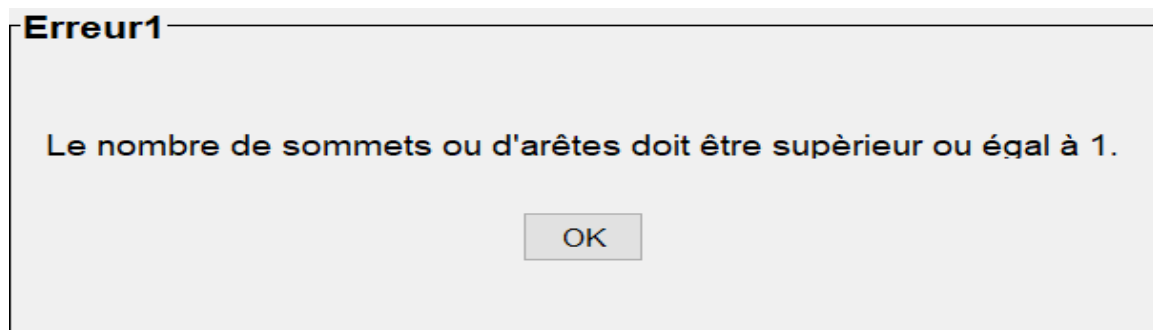 Erreur1
Le nombre de sommets ou d'arêtes doit être supèrieur ou égal à 1.
OK